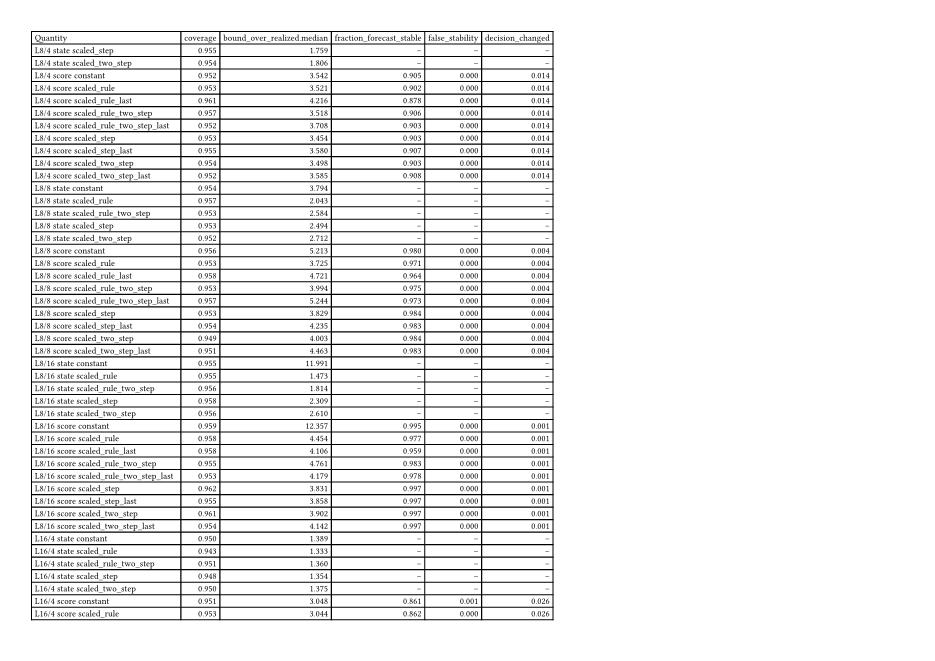 Quantity coverage bound_over_realized.median fraction_forecast_stable false_stability decision_changed
L8/4 state scaled_step 0.955 1.759 – – –
L8/4 state scaled_two_step 0.954 1.806 – – –
L8/4 score constant 0.952 3.542 0.905 0.000 0.014
L8/4 score scaled_rule 0.953 3.521 0.902 0.000 0.014
L8/4 score scaled_rule_last 0.961 4.216 0.878 0.000 0.014
L8/4 score scaled_rule_two_step 0.957 3.518 0.906 0.000 0.014
L8/4 score scaled_rule_two_step_last 0.952 3.708 0.903 0.000 0.014
L8/4 score scaled_step 0.953 3.454 0.903 0.000 0.014
L8/4 score scaled_step_last 0.955 3.580 0.907 0.000 0.014
L8/4 score scaled_two_step 0.954 3.498 0.903 0.000 0.014
L8/4 score scaled_two_step_last 0.952 3.585 0.908 0.000 0.014
L8/8 state constant 0.954 3.794 – – –
L8/8 state scaled_rule 0.957 2.043 – – –
L8/8 state scaled_rule_two_step 0.953 2.584 – – –
L8/8 state scaled_step 0.953 2.494 – – –
L8/8 state scaled_two_step 0.952 2.712 – – –
L8/8 score constant 0.956 5.213 0.980 0.000 0.004
L8/8 score scaled_rule 0.953 3.725 0.971 0.000 0.004
L8/8 score scaled_rule_last 0.958 4.721 0.964 0.000 0.004
L8/8 score scaled_rule_two_step 0.953 3.994 0.975 0.000 0.004
L8/8 score scaled_rule_two_step_last 0.957 5.244 0.973 0.000 0.004
L8/8 score scaled_step 0.953 3.829 0.984 0.000 0.004
L8/8 score scaled_step_last 0.954 4.235 0.983 0.000 0.004
L8/8 score scaled_two_step 0.949 4.003 0.984 0.000 0.004
L8/8 score scaled_two_step_last 0.951 4.463 0.983 0.000 0.004
L8/16 state constant 0.955 11.991 – – –
L8/16 state scaled_rule 0.955 1.473 – – –
L8/16 state scaled_rule_two_step 0.956 1.814 – – –
L8/16 state scaled_step 0.958 2.309 – – –
L8/16 state scaled_two_step 0.956 2.610 – – –
L8/16 score constant 0.959 12.357 0.995 0.000 0.001
L8/16 score scaled_rule 0.958 4.454 0.977 0.000 0.001
L8/16 score scaled_rule_last 0.958 4.106 0.959 0.000 0.001
L8/16 score scaled_rule_two_step 0.955 4.761 0.983 0.000 0.001
L8/16 score scaled_rule_two_step_last 0.953 4.179 0.978 0.000 0.001
L8/16 score scaled_step 0.962 3.831 0.997 0.000 0.001
L8/16 score scaled_step_last 0.955 3.858 0.997 0.000 0.001
L8/16 score scaled_two_step 0.961 3.902 0.997 0.000 0.001
L8/16 score scaled_two_step_last 0.954 4.142 0.997 0.000 0.001
L16/4 state constant 0.950 1.389 – – –
L16/4 state scaled_rule 0.943 1.333 – – –
L16/4 state scaled_rule_two_step 0.951 1.360 – – –
L16/4 state scaled_step 0.948 1.354 – – –
L16/4 state scaled_two_step 0.950 1.375 – – –
L16/4 score constant 0.951 3.048 0.861 0.001 0.026
L16/4 score scaled_rule 0.953 3.044 0.862 0.000 0.026